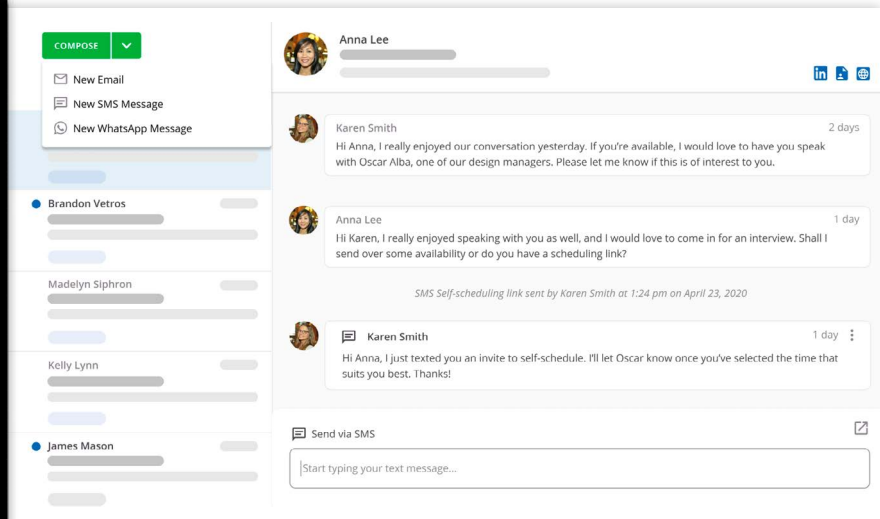 COMPOSE
New Email
New SMS Message
New WhatsApp Message
Brandon Vetros
Madelyn Siphron
Kelly Lynn
James Mason
Anna Lee
in
Karen Smith
2 days
Hi Anna, I really enjoyed our conversation yesterday. If you're available, I would love to have you speak
with Oscar Alba, one of our design managers. Please let me know if this is of interest to you.
Anna Lee
1 day
Hi Karen, I really enjoyed speaking with you as well, and I would love to come in for an interview. Shall I
send over some availability or do you have a scheduling link?
SMS Self-scheduling link sent by Karen Smith at 1:24 pm on April 23, 2020
Karen Smith
1 day
Hi Anna, I just texted you an invite to self-schedule. I'll let Oscar know once you've selected the time that
suits you best. Thanks!
Send via SMS
Start typing your text message...